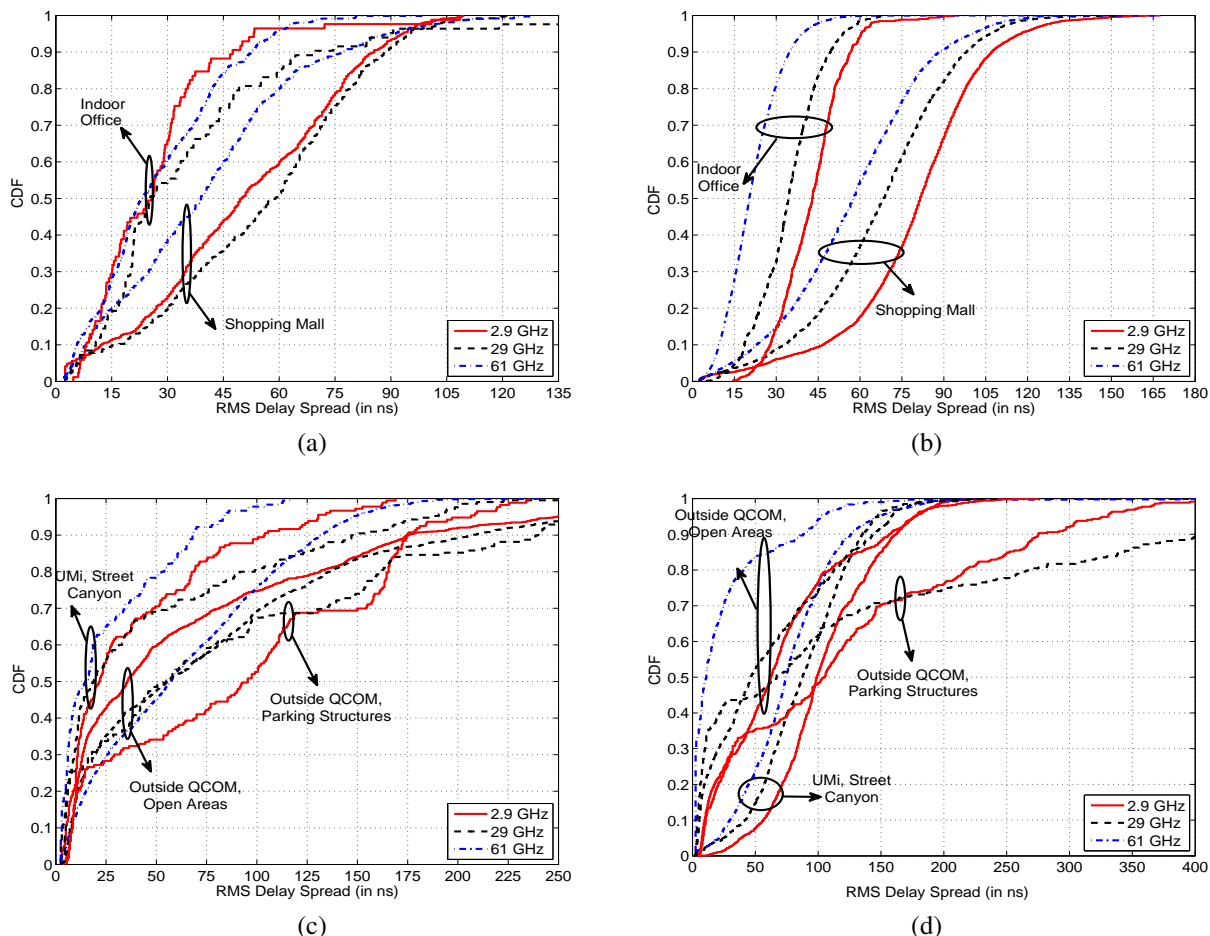 1
0.9
0.8
0.7
0.6
0.5
0.4
0.3
0.2
0.1
0
CDF
Indoor
Office
Shopping Mall
2.9 GHz
29 GHz
61 GHz
15 30 45 60 75 90 105 120 135
RMS Delay Spread (in ns)
(a)
1
0.9
0.8
0.7
0.6
0.5
0.4
0.3
0.2
0.1
0
CDF
Indoor
Office
Shopping Mall
2.9 GHz
29 GHz
61 GHz
15 30 45 60 75 90 105 120 135 150 165 180
RMS Delay Spread (in ns)
(b)
1
0.9
0.8
0.7
0.6
0.5
0.4
0.3
0.2
0.1
0
CDF
UMi, Street
Canyon
Outside QCOM,
Parking Structures
Outside QCOM,
Open Areas
2.9 GHz
29 GHz
61 GHz
0 25 50 75 100 125 150 175 200 225 250
RMS Delay Spread (in ns)
(c)
1
0.9
0.8
0.7
0.6
0.5
0.4
0.3
0.2
0.1
0
CDF
Outside QCOM,
Open Areas
Outside QCOM,
Parking Structures
UMi, Street
Canyon
2.9 GHz
29 GHz
61 GHz
0 50 100 150 200 250 300 350 400
RMS Delay Spread (in ns)
(d)